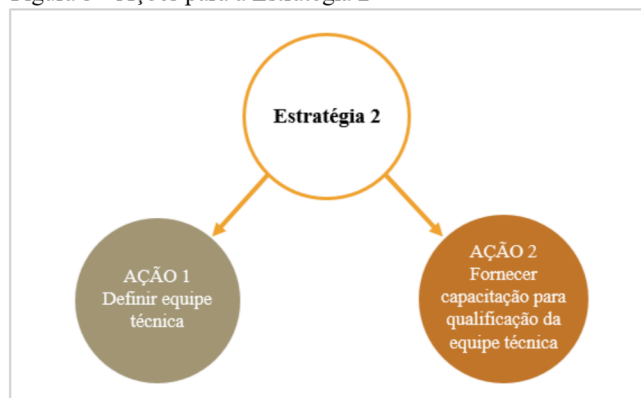 Estratégia 2
AÇÃO 1
Definir equipe
técnica
AÇÃO 2
Fornecer
capacitação para
qualificação da
equipe técnica